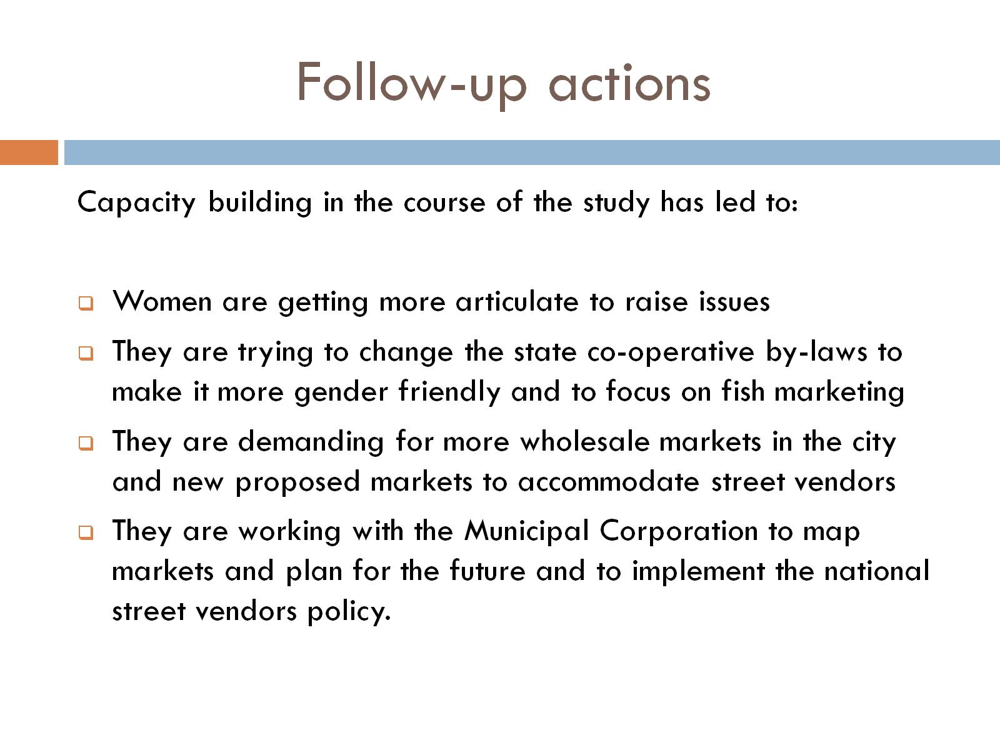 Follow-up actions
Capacity building in the course of the study has led to:
Women are getting more articulate to raise issues
They are trying to change the state co-operative by-laws to
make it more gender friendly and to focus on fish marketing
They are demanding for more wholesale markets in the city
and new proposed markets to accommodate street vendors
They are working with the Municipal Corporation to map
markets and plan for the future and to implement the national
street vendors policy.